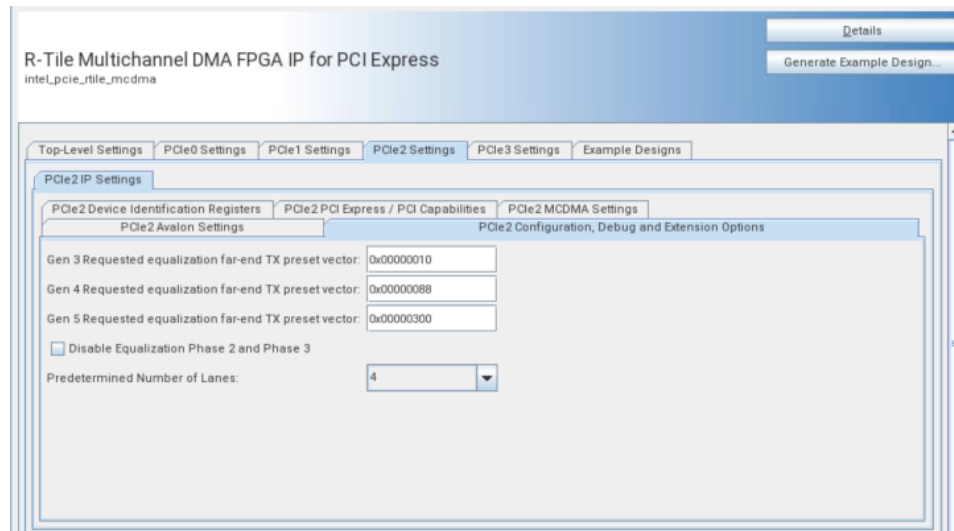 Details
R-Tile Multichannel DMA FPGA IP for PCI Express
intel_pcie_rtile_mcdma
Generate Example Design...
Top-Level Settings PCIe0 Settings PCIe1 Settings PCIe2 Settings PCIe3 Settings Example Designs
PCIe2 IP Settings
PCIe2 Device Identification Registers PCIe2 PCI Express / PCI Capabilities PCIe2 MCDMA Settings
PCIe2 Avalon Settings PCIe2 Configuration, Debug and Extension Options
Gen 3 Requested equalization far-end TX preset vector: 0x00000010
Gen 4 Requested equalization far-end TX preset vector: 0x00000088
Gen 5 Requested equalization far-end TX preset vector: 0x00000300
Disable Equalization Phase 2 and Phase 3
Predetermined Number of Lanes: 4